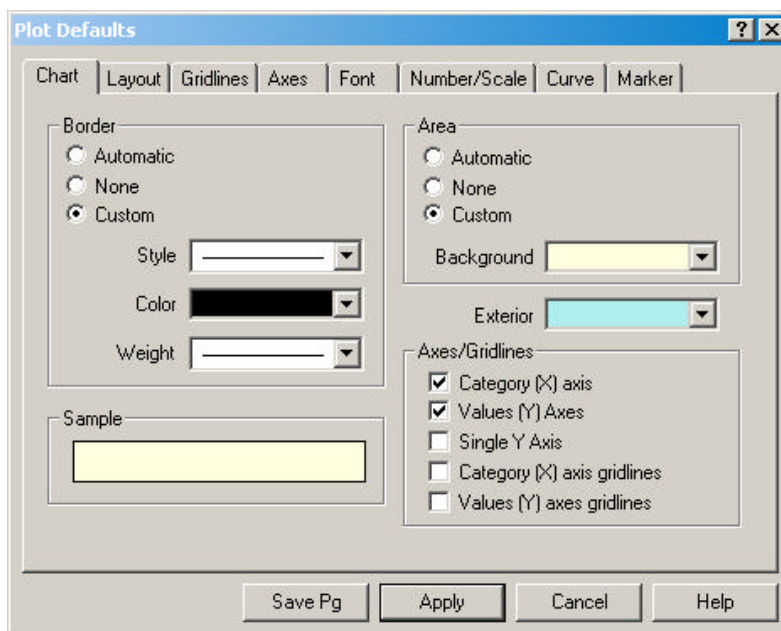 Plot Defaults
Chart Layout Gridlines Axes Font Number/Scale Curve Marker
Border
Automatic
None
Custom
Style
Color
Weight
Sample
Area
Automatic
None
Custom
Background
Exterior
Axes/Gridlines
Category (X) axis
Values (Y) Axes
Single Y Axis
Category (X) axis gridlines
Values (Y) axes gridlines
Save Pg Apply Cancel Help